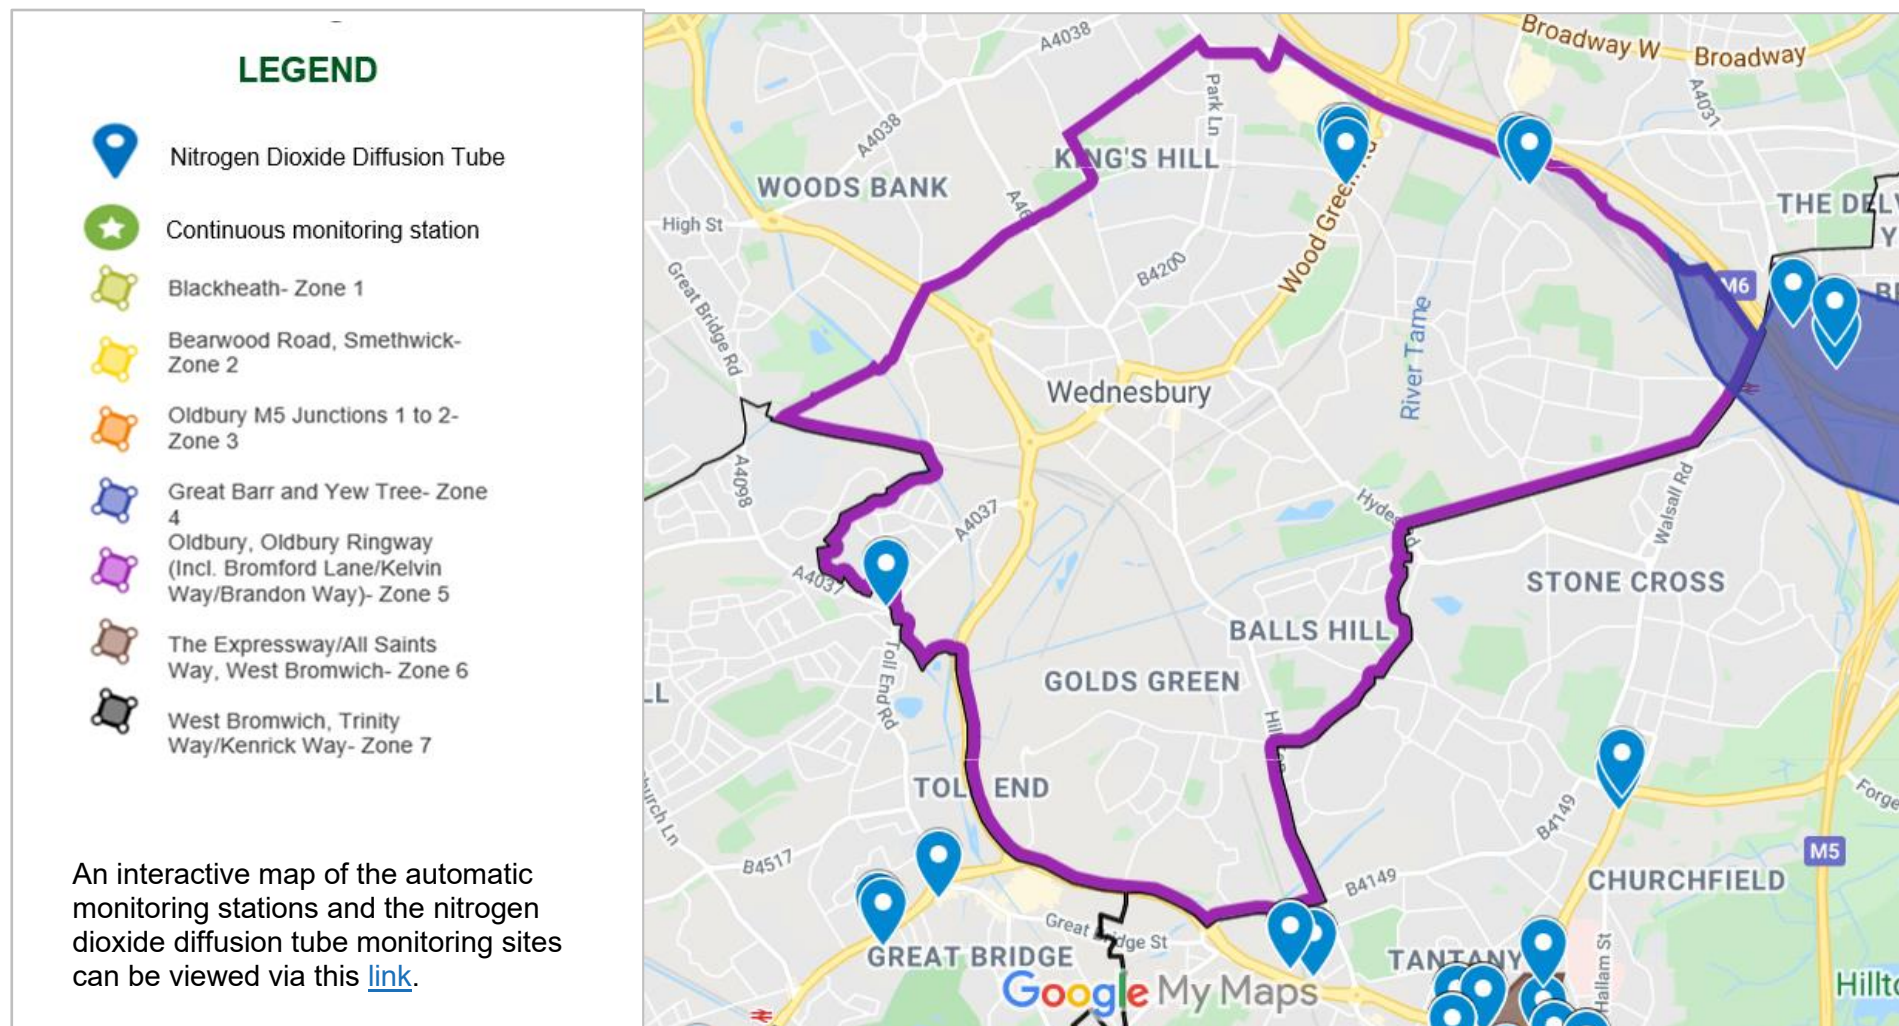 LEGEND
Nitrogen Dioxide Diffusion Tube
Continuous monitoring station
Blackheath- Zone 1
Bearwood Road, Smethwick-
Zone 2
Oldbury M5 Junctions 1 to 2-
Zone 3
Great Barr and Yew Tree- Zone
4
Oldbury, Oldbury Ringway
(Incl. Bromford Lane/Kelvin
Way/Brandon Way)- Zone 5
The Expressway/All Saints
Way, West Bromwich- Zone 6
West Bromwich, Trinity
Way/Kenrick Way- Zone 7
An interactive map of the automatic
monitoring stations and the nitrogen
dioxide diffusion tube monitoring sites
can be viewed via this link.
A4038
Broadway W
Broadway
Park Ln
A4031
A4038
KING'S HILL
WOODS BANK
High St
THE DEL
Y
Great Bridge Rd
B4200
Wood Green
M6
River Tame
Wednesbury
A4098
A4037
Walsall Rd
A4037
STONE CROSS
BALLS HILL
Toll End Rd
GOLDS GREEN
LL
TOLL END
B4149
Forge
B4517
M5
B4149
CHURCHFIELD
Great Bridge St
GREAT BRIDGE
TANTANY
Hallam St
Google My Maps
Hillto